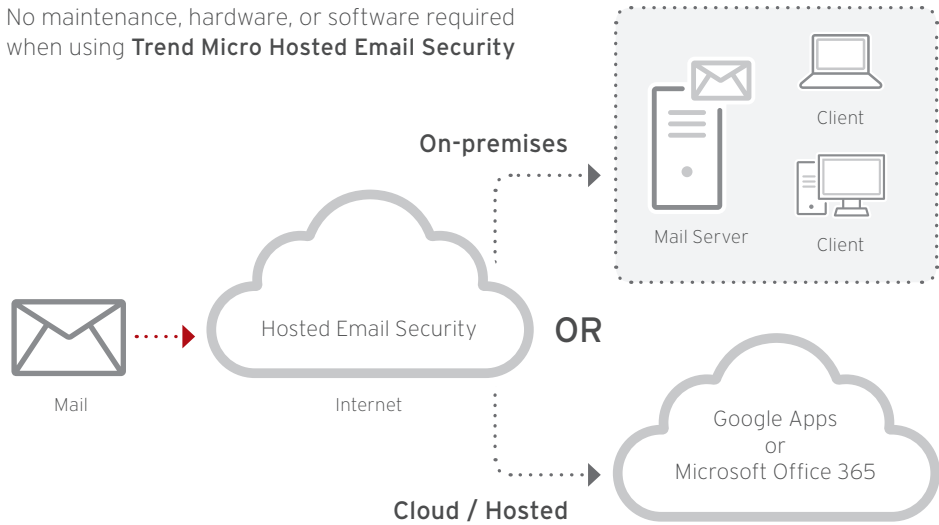 No maintenance, hardware, or software required
when using Trend Micro Hosted Email Security
On-premises
Mail Server
Client
Client
Mail
Hosted Email Security
Internet
OR
Cloud / Hosted
Google Apps
or
Microsoft Office 365